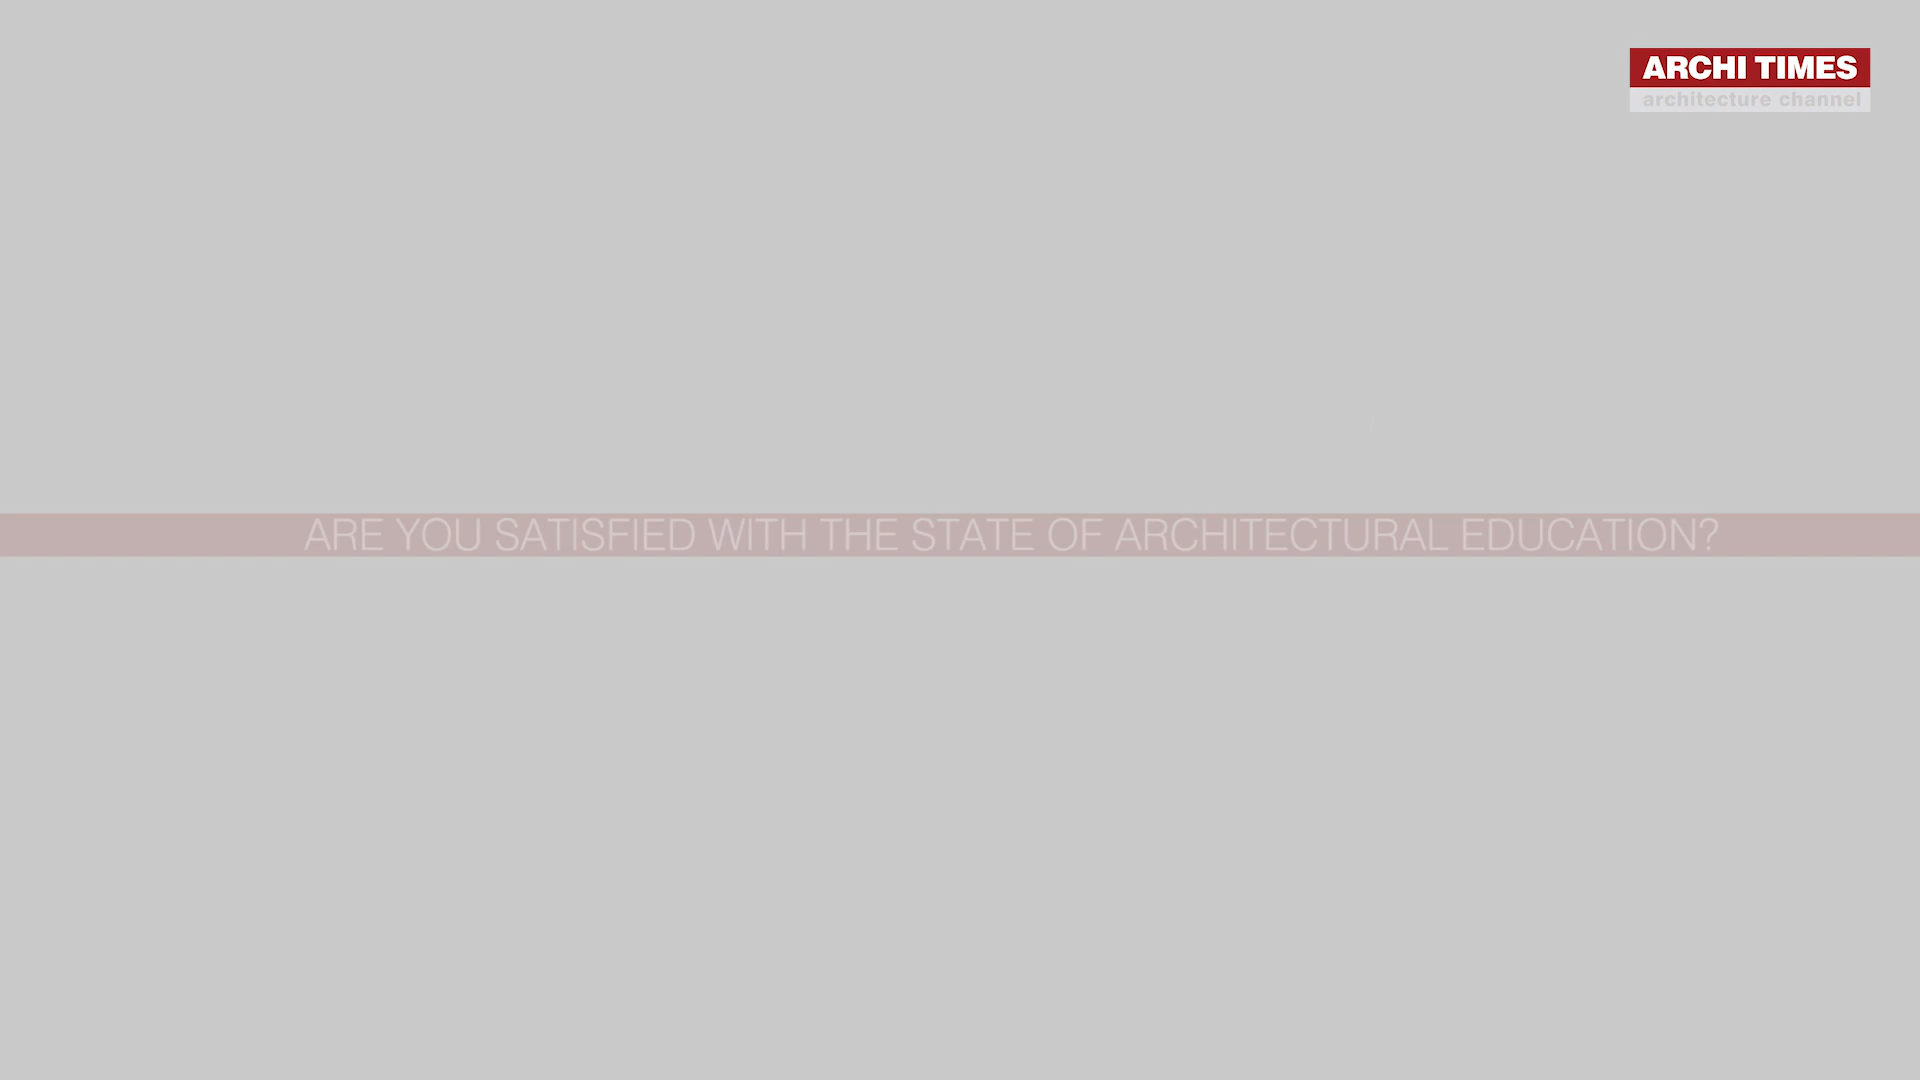 ARCHI TIMES
architecture channel
ARE YOU SATISFIED WITH THE STATE OF ARCHITECTURAL EDUCATION?